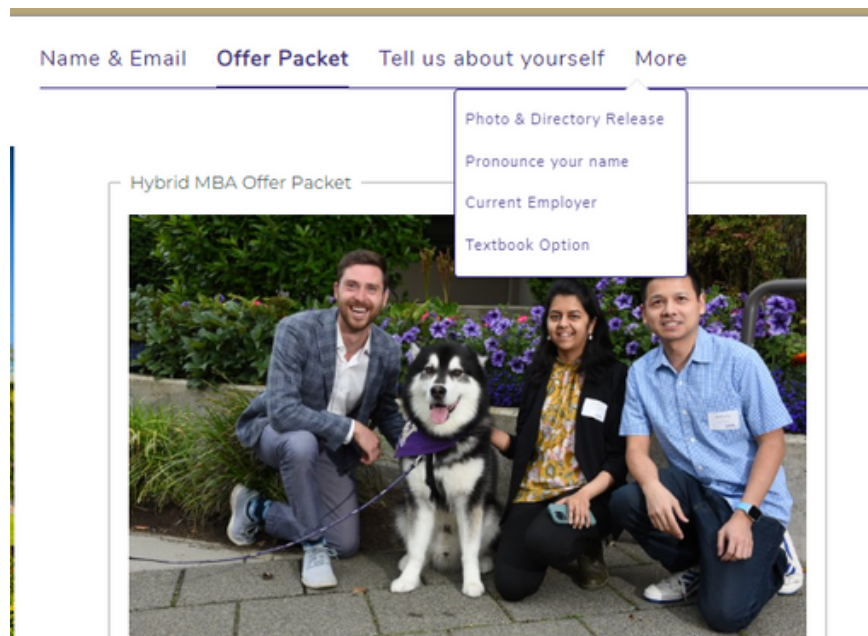 Name & Email Offer Packet Tell us about yourself More
Photo & Directory Release
Pronounce your name
Current Employer
Textbook Option
Hybrid MBA Offer Packet